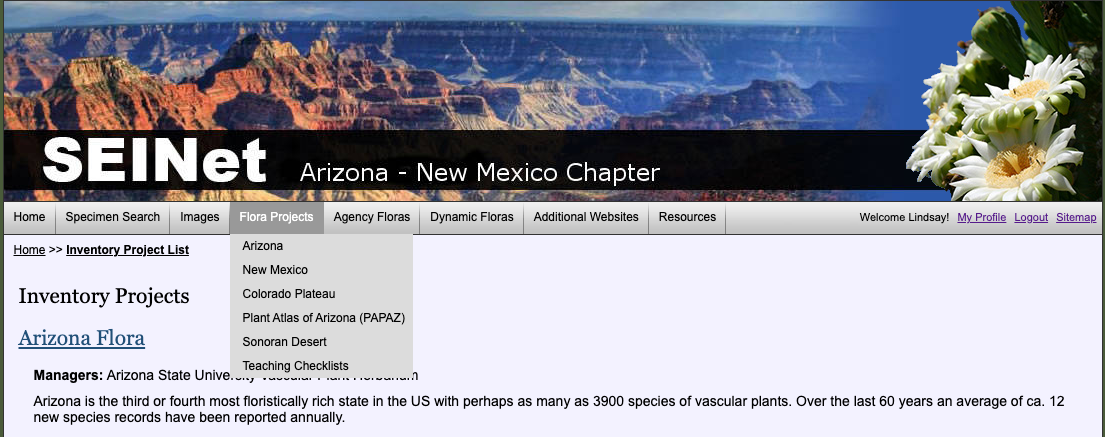 SEINet
Arizona - New Mexico Chapter
Home
Specimen Search
Images
Flora Projects
Agency Floras
Dynamic Floras
Additional Websites
Resources
Welcome Lindsay!
My Profile
Logout
Sitemap
Arizona
New Mexico
Colorado Plateau
Plant Atlas of Arizona (PAPAZ)
Sonoran Desert
Teaching Checklists
Home >> Inventory Project List
Inventory Projects
Arizona Flora
Managers: Arizona State University Vascular Plant Herbarium
Arizona is the third or fourth most floristically rich state in the US with perhaps as many as 3900 species of vascular plants. Over the last 60 years an average of ca. 12
new species records have been reported annually.